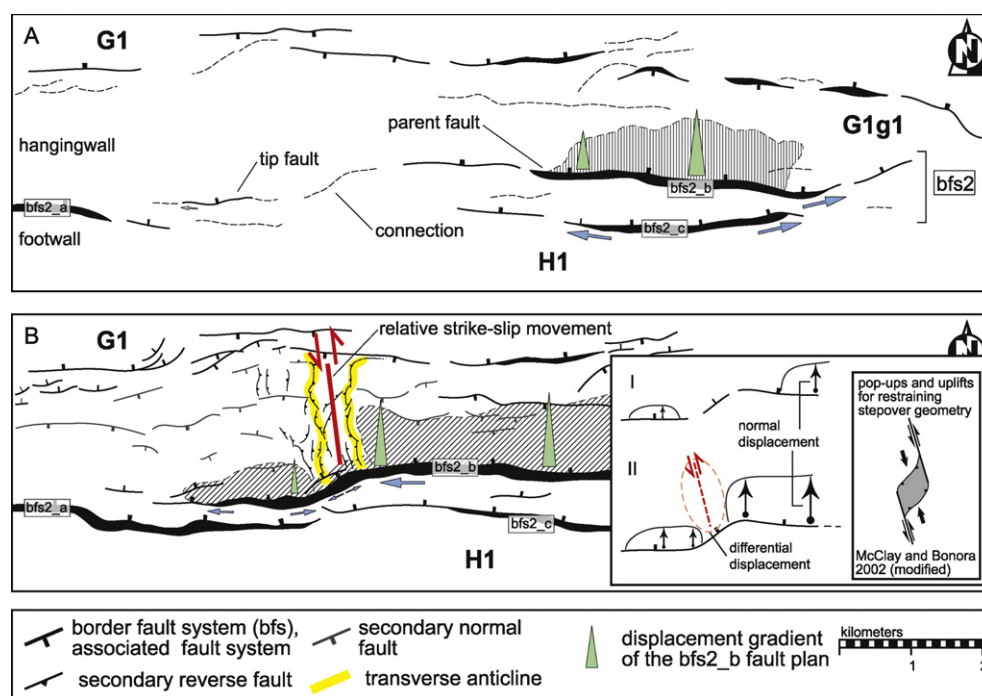 A
G1
N
G1g1
parent fault
hangingwall
tip fault
bfs2_b
bfs2
bfs2_a
connection
bfs2_c
footwall
H1
B
G1
N
relative strike-slip movement
I
pop-ups and uplifts
for restraining
stepover geometry
normal
displacement
II
bfs2_b
bfs2_a
bfs2_c
differential
displacement
McClay and Bonora
2002 (modified)
H1
border fault system (bfs),
associated fault system
secondary normal
fault
displacement gradient
of the bfs2_b fault plan
kilometers
1
2
secondary reverse fault
transverse anticline